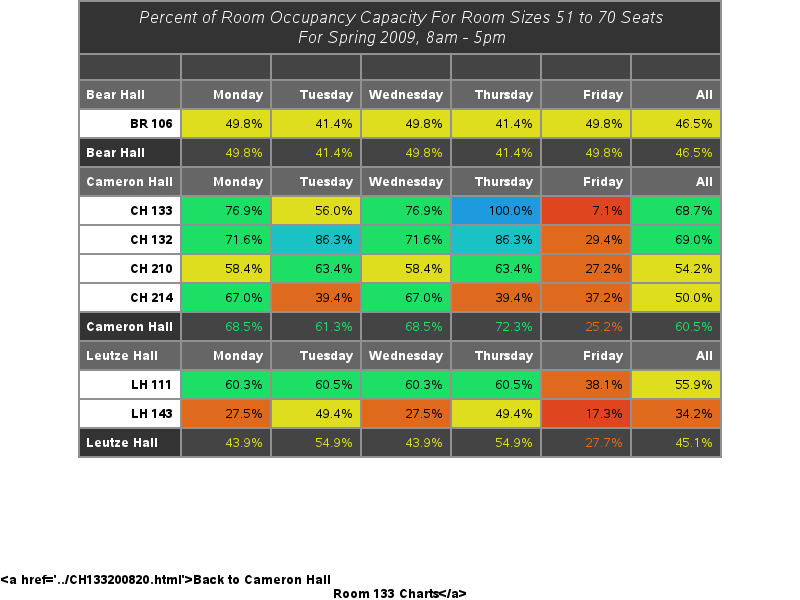 Percent of Room Occupancy Capacity For Room Sizes 51 to 70 Seats
For Spring 2009, 8am - 5pm
Bear Hall Monday Tuesday Wednesday Thursday Friday All
BR 106 49.8% 41.4% 49.8% 41.4% 49.8% 46.5%
Bear Hall 49.8% 41.4% 49.8% 41.4% 49.8% 46.5%
Cameron Hall Monday Tuesday Wednesday Thursday Friday All
CH 133 76.9% 56.0% 76.9% 100.0% 7.1% 68.7%
CH 132 71.6% 86.3% 71.6% 86.3% 29.4% 69.0%
CH 210 58.4% 63.4% 58.4% 63.4% 27.2% 54.2%
CH 214 67.0% 39.4% 67.0% 39.4% 37.2% 50.0%
Cameron Hall 68.5% 61.3% 68.5% 72.3% 25.2% 60.5%
Leutze Hall Monday Tuesday Wednesday Thursday Friday All
LH 111 60.3% 60.5% 60.3% 60.5% 38.1% 55.9%
LH 143 27.5% 49.4% 27.5% 49.4% 17.3% 34.2%
Leutze Hall 43.9% 54.9% 43.9% 54.9% 27.7% 45.1%
<a href='../CH133200820.html'>Back to Cameron Hall
Room 133 Charts</a>